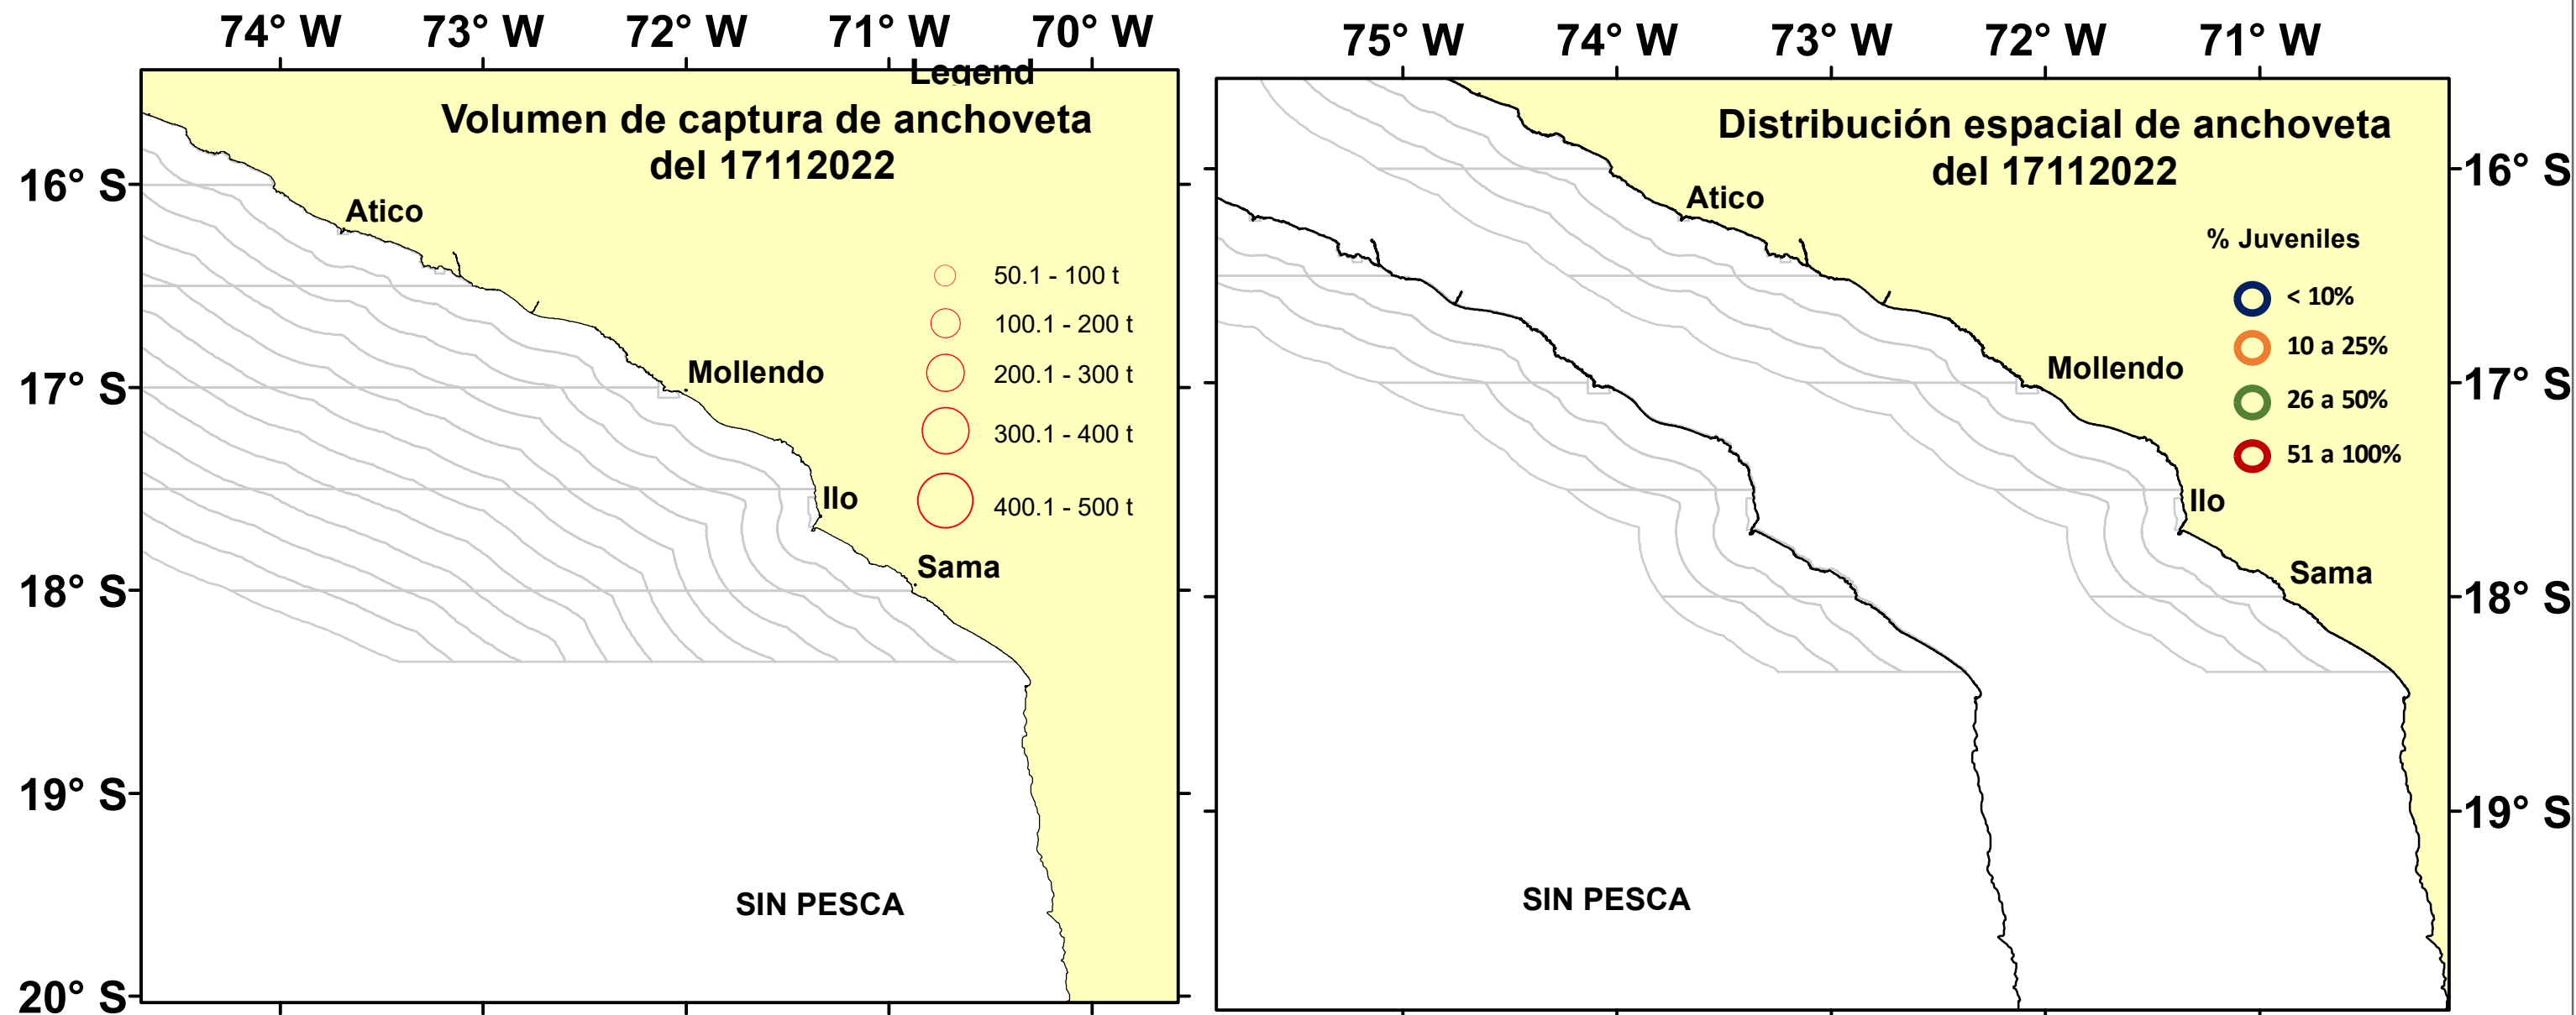 74° W 73° W 72° W 71° W 70° W
Legend
Volumen de captura de anchoveta
del 17112022
16° S
Atico
50.1 - 100 t
100.1 - 200 t
Mollendo
200.1 - 300 t
17° S
300.1 - 400 t
Ilo
400.1 - 500 t
Sama
18° S
19° S
SIN PESCA
20° S
75° W 74° W 73° W 72° W 71° W
Distribución espacial de anchoveta
del 17112022
16° S
Atico
% Juveniles
< 10%
10 a 25%
Mollendo
17° S
26 a 50%
51 a 100%
Ilo
Sama
18° S
19° S
SIN PESCA